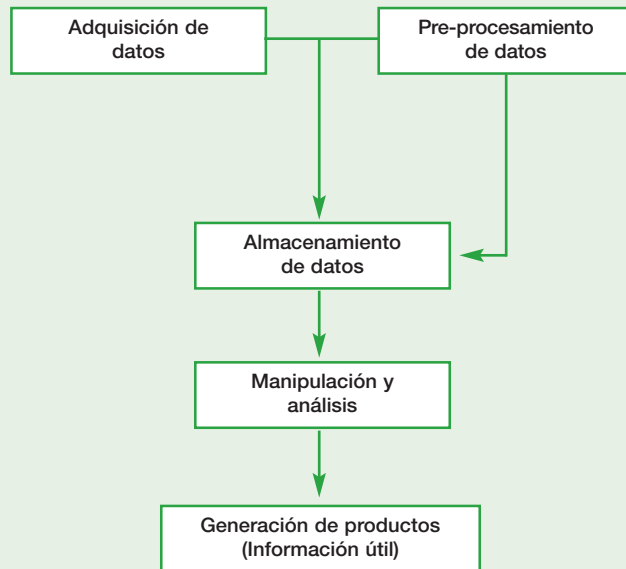 Adquisición de
datos
Pre-procesamiento
de datos
Almacenamiento
de datos
Manipulación y
análisis
Generación de productos
(Información útil)